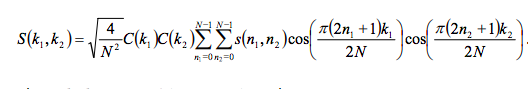 S(k₁,k₂) = √(4/N²) C(k₁)C(k₂) ∑_{n₁=0}^{N−1} ∑_{n₂=0}^{N−1} s(n₁,n₂) cos(π(2n₁+1)k₁/2N) cos(π(2n₂+1)k₂/2N).